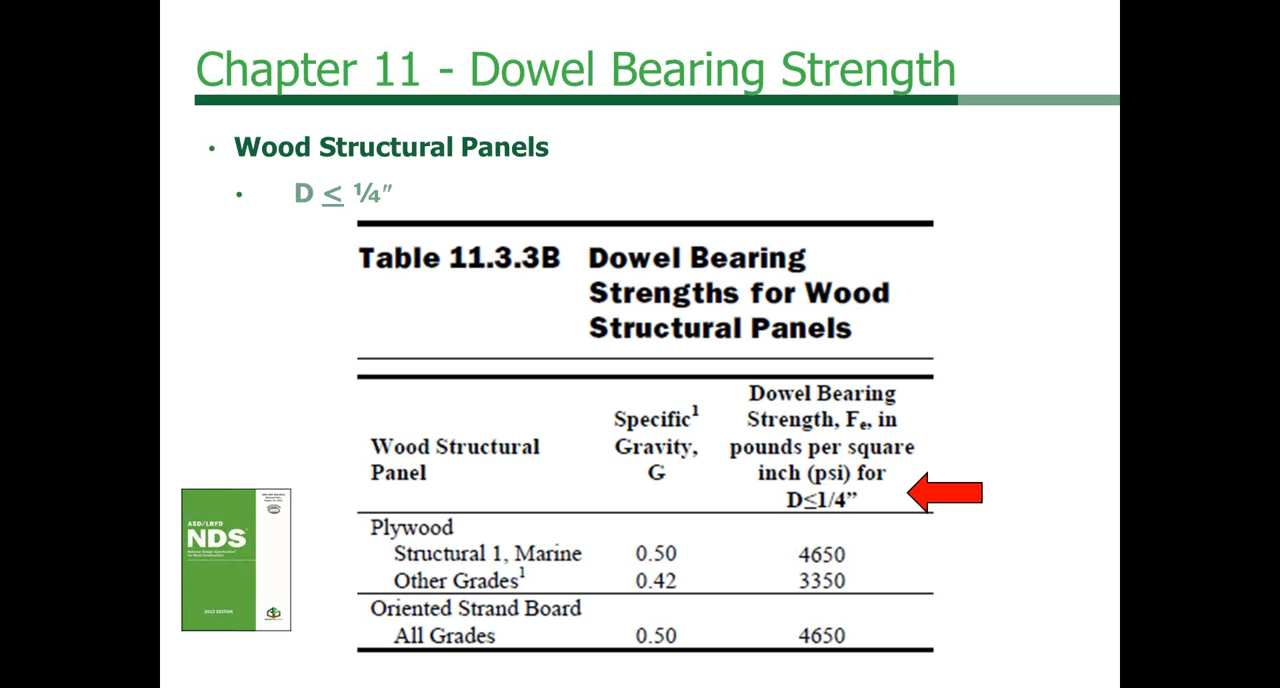 Chapter 11 - Dowel Bearing Strength
• Wood Structural Panels
• D ≤ ¼″
Table 11.3.3B Dowel Bearing
Strengths for Wood
Structural Panels
Wood Structural
Panel
Specific¹
Gravity,
G
Dowel Bearing
Strength, Fₑ, in
pounds per square
inch (psi) for
D≤1/4”
Plywood
Structural 1, Marine 0.50 4650
Other Grades¹ 0.42 3350
Oriented Strand Board
All Grades 0.50 4650
ASD/LRFD
NDS
2012 EDITION